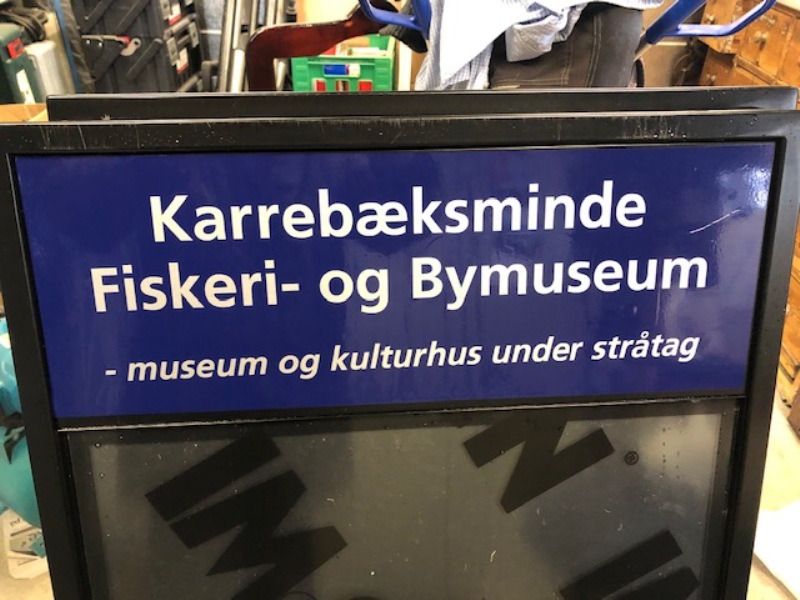 Karrebæksminde
Fiskeri- og Bymuseum
- museum og kulturhus under stråtag